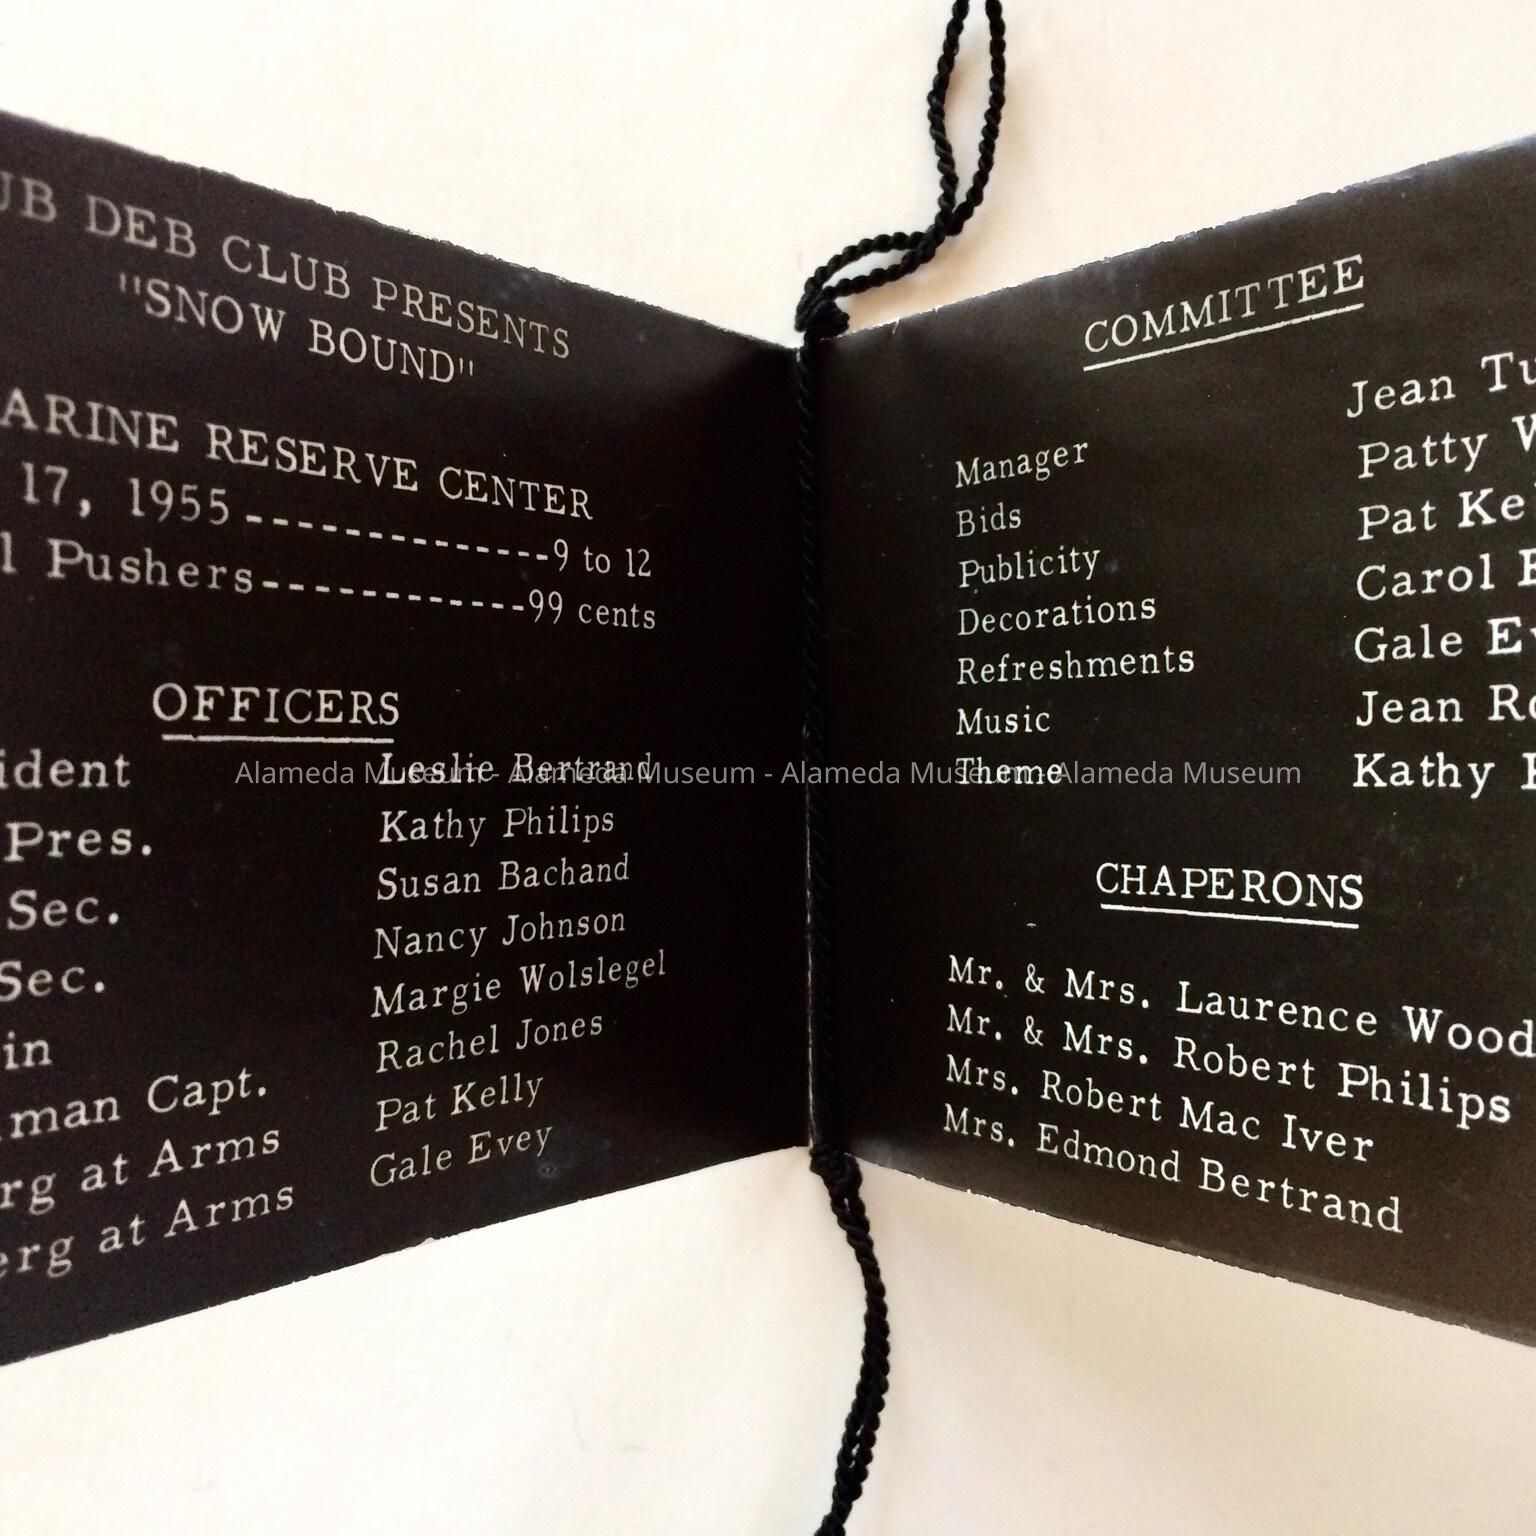 UB DEB CLUB PRESENTS
"SNOW BOUND"
ARINE RESERVE CENTER
17, 1955--------------9 to 12
l Pushers------------99 cents
OFFICERS
ident Leslie Bertrand
Pres. Kathy Philips
Sec. Susan Bachand
Sec. Nancy Johnson
in Margie Wolslegel
man Capt. Rachel Jones
rg at Arms Pat Kelly
erg at Arms Gale Evey
COMMITTEE
Manager Jean Tu
Bids Patty W
Publicity Pat Ke
Decorations Carol
Refreshments Gale Ev
Music Jean Ro
Theme Kathy
CHAPERONS
Mr. & Mrs. Laurence Wood
Mr. & Mrs. Robert Philips
Mrs. Robert Mac Iver
Mrs. Edmond Bertrand
Alameda Museum - Alameda Museum - Alameda Museum - Alameda Museum